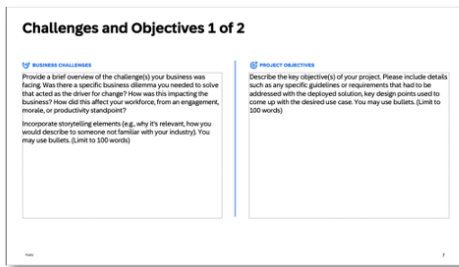 Challenges and Objectives 1 of 2
BUSINESS CHALLENGES
Provide a brief overview of the challenge(s) your business was
facing. Was there a specific business dilemma you needed to solve
that acted as the driver for change? How was this impacting the
business? How did this affect your workforce, from an engagement,
morale, or productivity standpoint?
Incorporate storytelling elements (e.g., why it's relevant, how you
would describe to someone not familiar with your industry). You
may use bullets. (Limit to 100 words)
PROJECT OBJECTIVES
Describe the key objective(s) of your project. Please include details
such as any specific guidelines or requirements that had to be
addressed with the deployed solution, key design points used to
come up with the desired use case. You may use bullets. (Limit to
100 words)